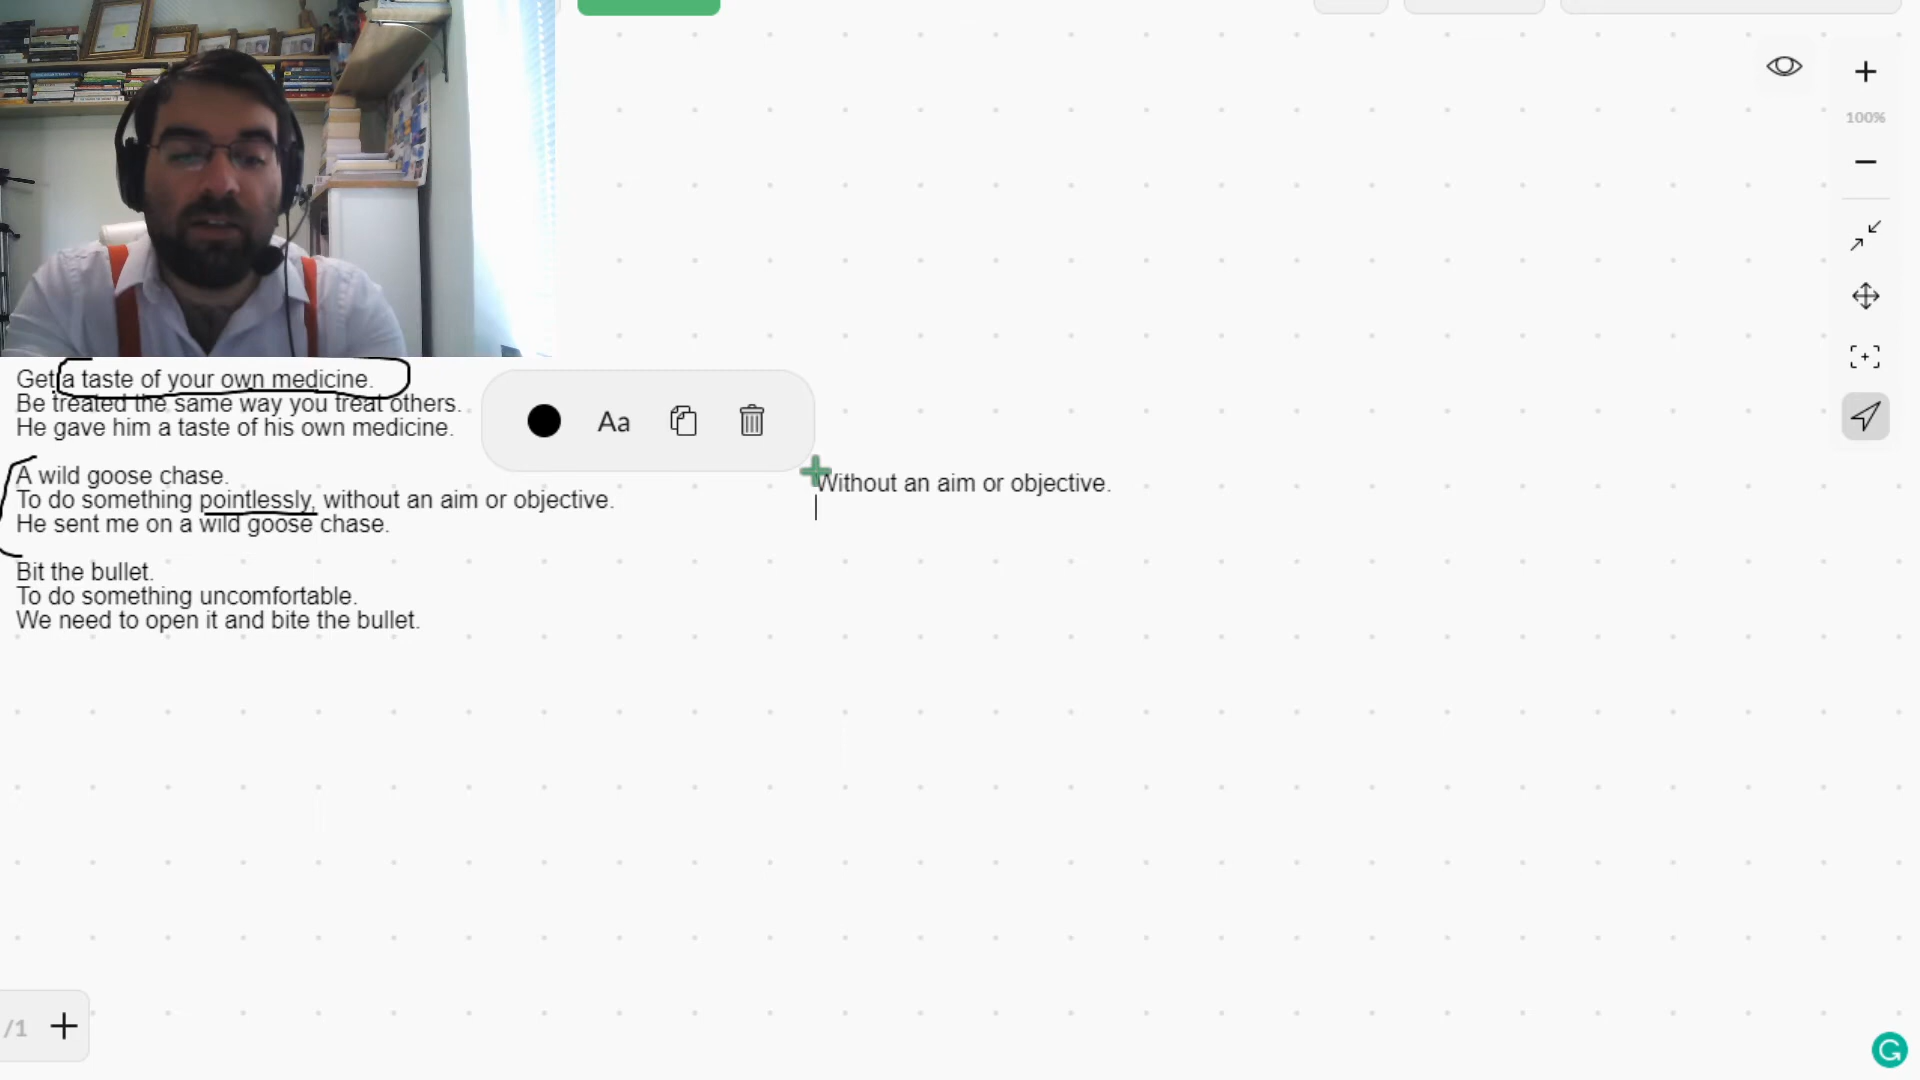 100%
Get a taste of your own medicine.
Be treated the same way you treat others.
He gave him a taste of his own medicine.
Aa
A wild goose chase.
To do something pointlessly, without an aim or objective.
He sent me on a wild goose chase.
Without an aim or objective.
Bit the bullet.
To do something uncomfortable.
We need to open it and bite the bullet.
/1